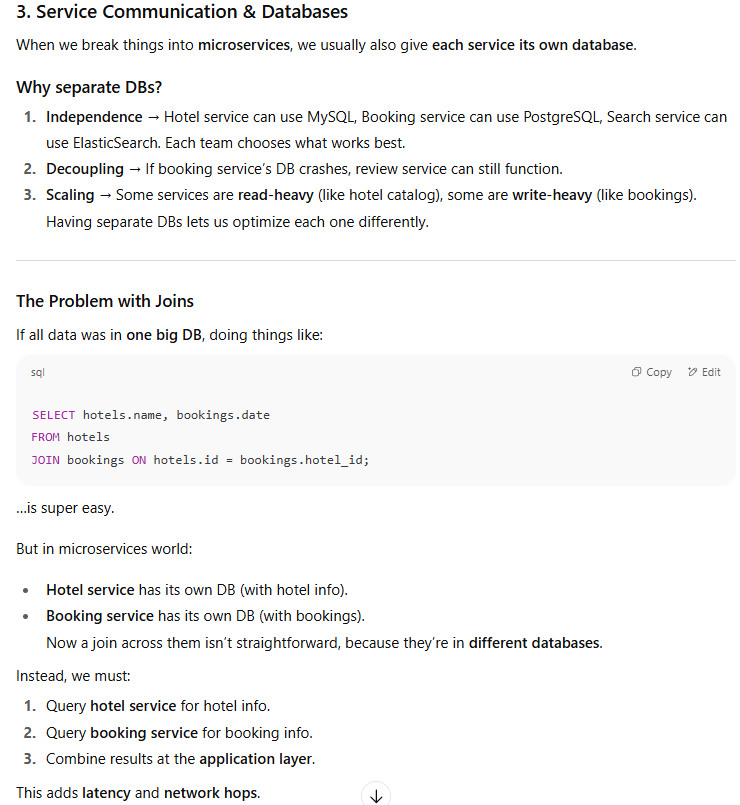 3. Service Communication & Databases
When we break things into microservices, we usually also give each service its own database.
Why separate DBs?
1. Independence → Hotel service can use MySQL, Booking service can use PostgreSQL, Search service can
use ElasticSearch. Each team chooses what works best.
2. Decoupling → If booking service's DB crashes, review service can still function.
3. Scaling → Some services are read-heavy (like hotel catalog), some are write-heavy (like bookings).
Having separate DBs lets us optimize each one differently.
The Problem with Joins
If all data was in one big DB, doing things like:
sql Copy Edit
SELECT hotels.name, bookings.date
FROM hotels
JOIN bookings ON hotels.id = bookings.hotel_id;
...is super easy.
But in microservices world:
• Hotel service has its own DB (with hotel info).
• Booking service has its own DB (with bookings).
Now a join across them isn't straightforward, because they're in different databases.
Instead, we must:
1. Query hotel service for hotel info.
2. Query booking service for booking info.
3. Combine results at the application layer.
This adds latency and network hops.